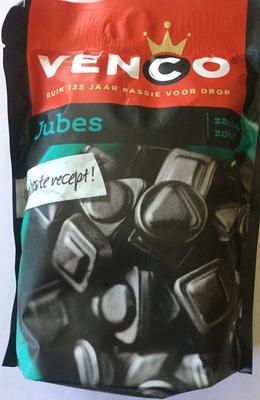 VENCO®
RUIM 135 JAAR PASSIE VOOR DROP
Jubes
recept!